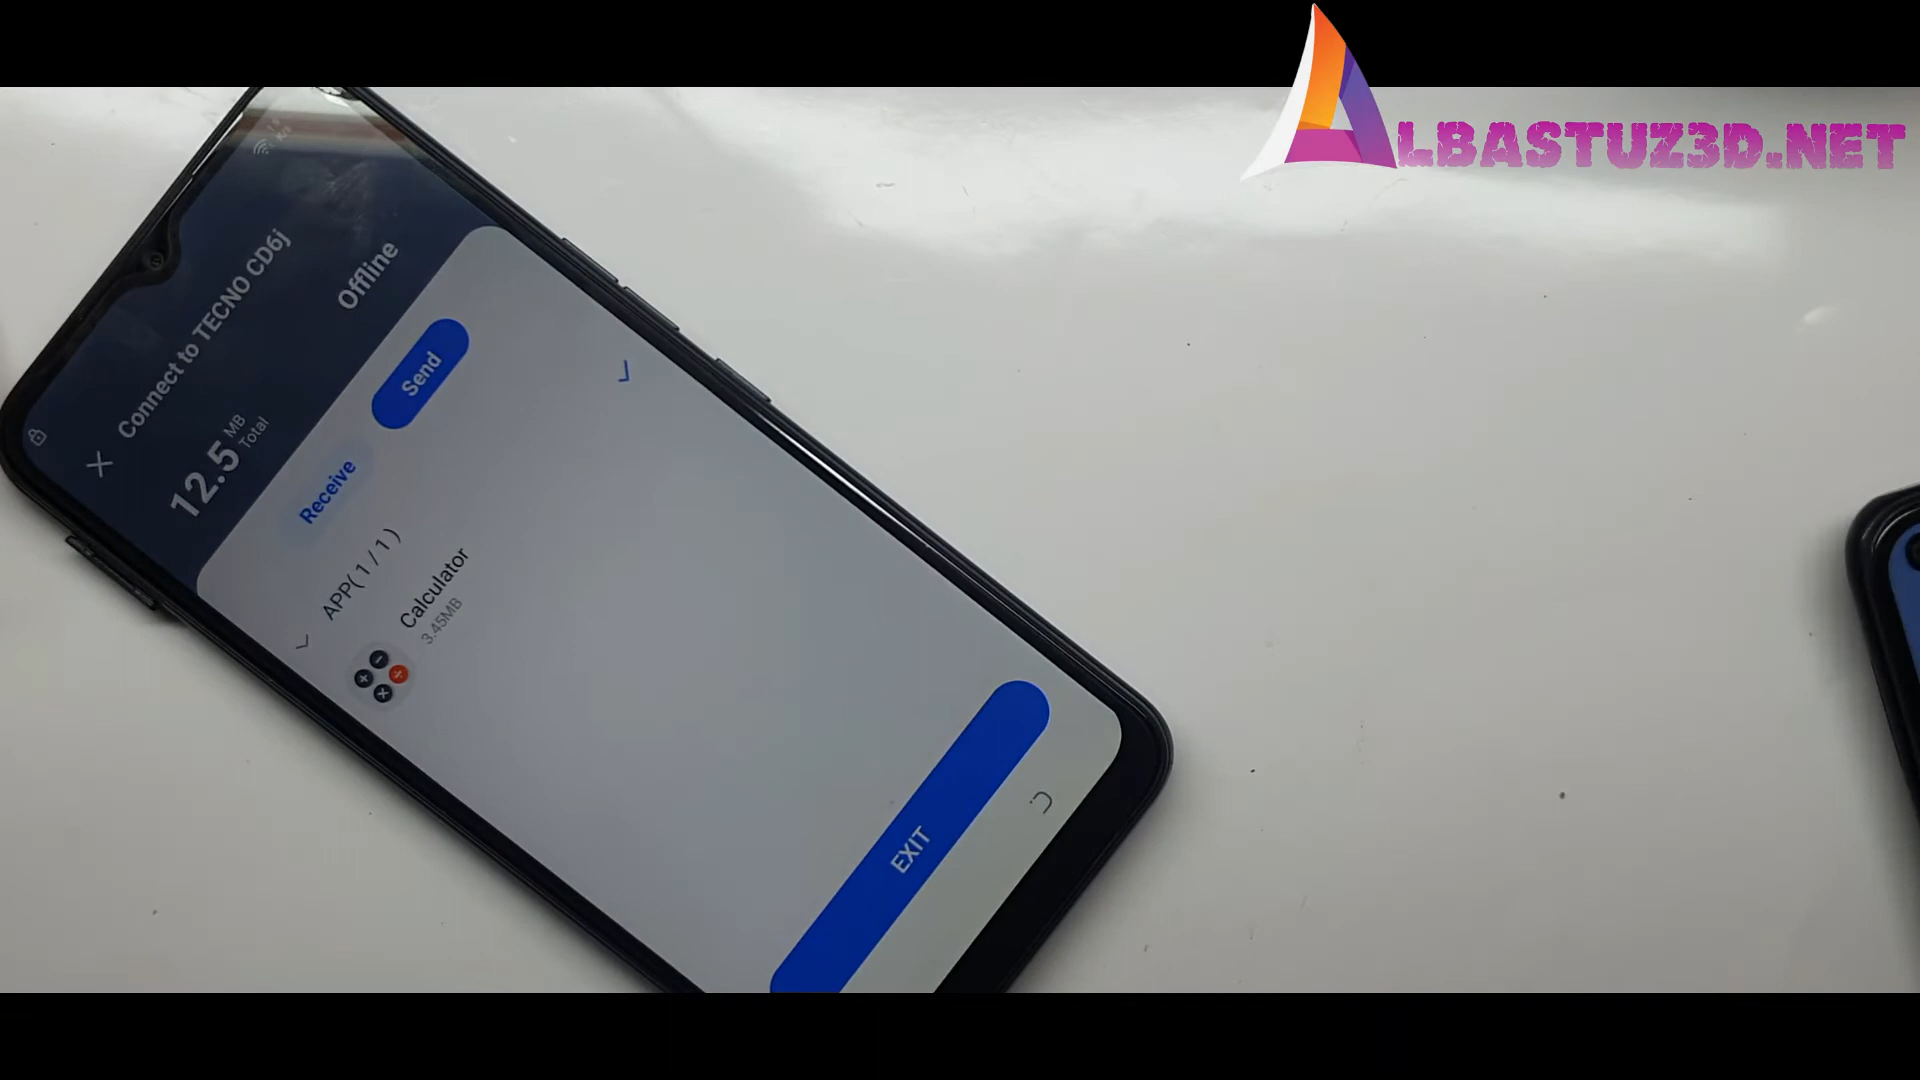 ALBASTUZ3D.NET
Connect to TECNO CD6j
12.5 MB
Total
Offline
Receive
Send
APP( 1 / 1 )
Calculator
3.45MB
EXIT